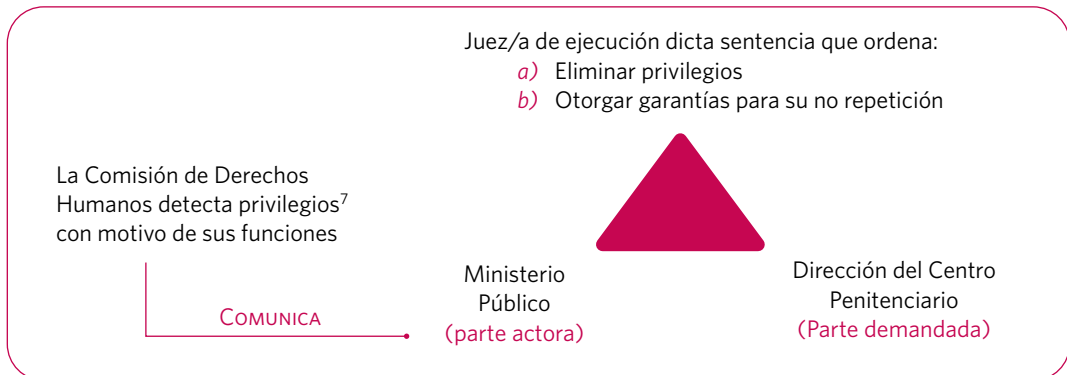 Juez/a de ejecución dicta sentencia que ordena:
a) Eliminar privilegios
b) Otorgar garantías para su no repetición
La Comisión de Derechos
Humanos detecta privilegios⁷
con motivo de sus funciones
COMUNICA
Ministerio
Público
(parte actora)
Dirección del Centro
Penitenciario
(Parte demandada)